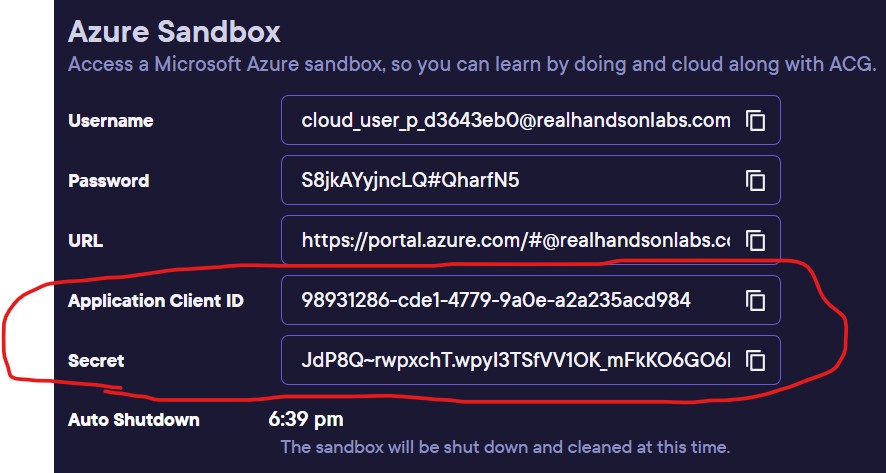 Azure Sandbox
Access a Microsoft Azure sandbox, so you can learn by doing and cloud along with ACG.
Username cloud_user_p_d3643eb0@realhandsonlabs.com
Password S8jkAYyjncLQ#QharfN5
URL https://portal.azure.com/#@realhandsonlabs.co
Application Client ID 98931286-cde1-4779-9a0e-a2a235acd984
Secret JdP8Q~rwpxchT.wpyI3TSfVV1OK_mFkKO6GO6
Auto Shutdown 6:39 pm
The sandbox will be shut down and cleaned at this time.